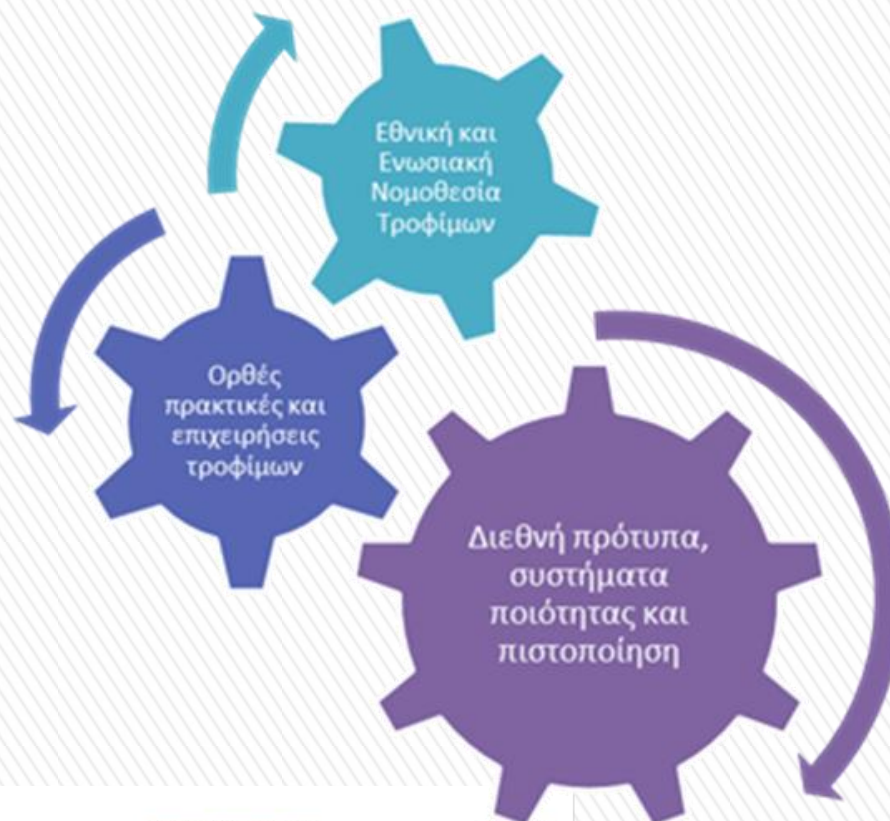 Εθνική και
Ενωσιακή
Νομοθεσία
Τροφίμων
Ορθές
πρακτικές και
επιχειρήσεις
τροφίμων
Διεθνή πρότυπα,
συστήματα
ποιότητας και
πιστοποίηση